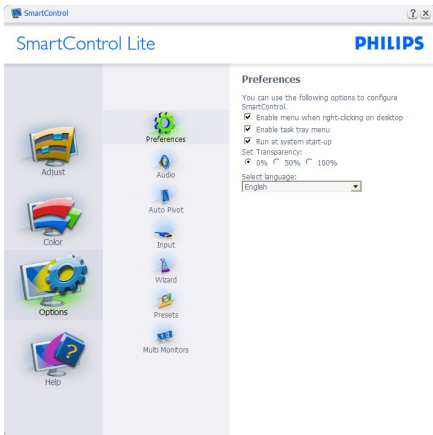 SmartControl
SmartControl Lite
PHILIPS
Adjust
Color
Options
Help
Preferences
Audio
Auto Pivot
Input
Wizard
Presets
Multi Monitors
Preferences
You can use the following options to configure
SmartControl.
Enable menu when right-clicking on desktop
Enable task tray menu
Run at system start-up
Set Transparency:
0% 50% 100%
Select language:
English